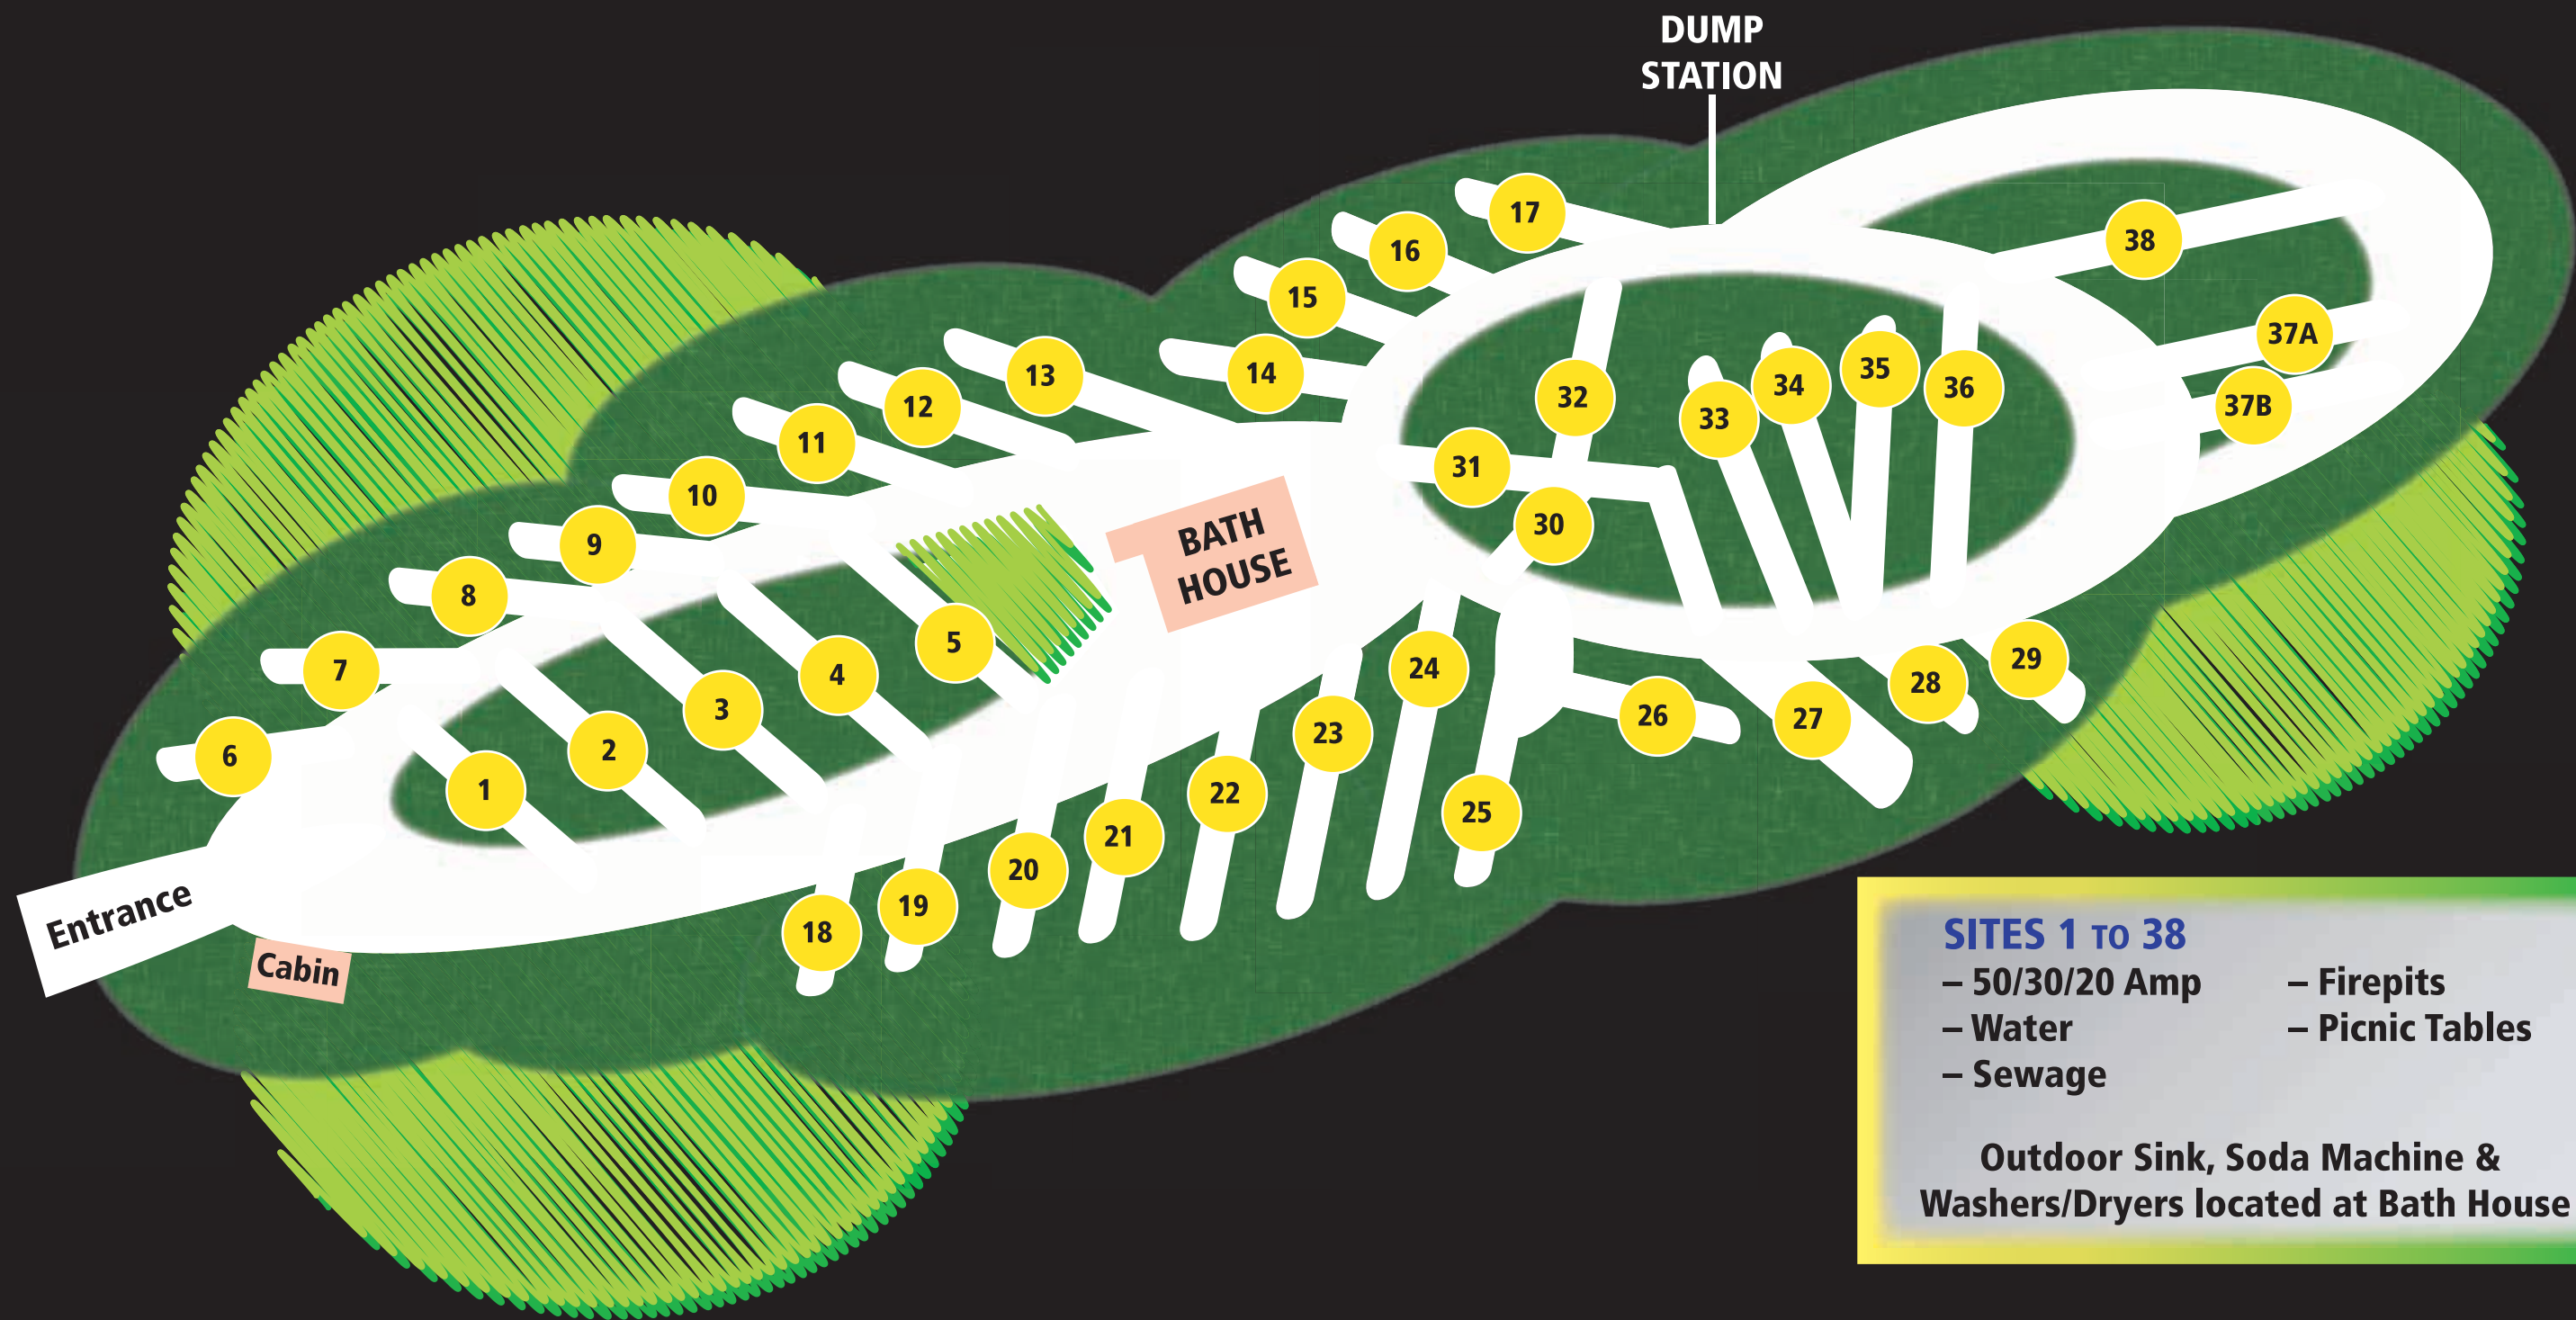 DUMP
STATION
17
16
38
15
37A
13
14
34
35
36
32
12
33
37B
11
31
10
30
9
BATH
HOUSE
8
5
29
7
4
24
28
3
26
27
23
2
6
1
22
25
21
20
Entrance
19
18
Cabin
SITES 1 TO 38
– 50/30/20 Amp
– Water
– Sewage
– Firepits
– Picnic Tables
Outdoor Sink, Soda Machine &
Washers/Dryers located at Bath House